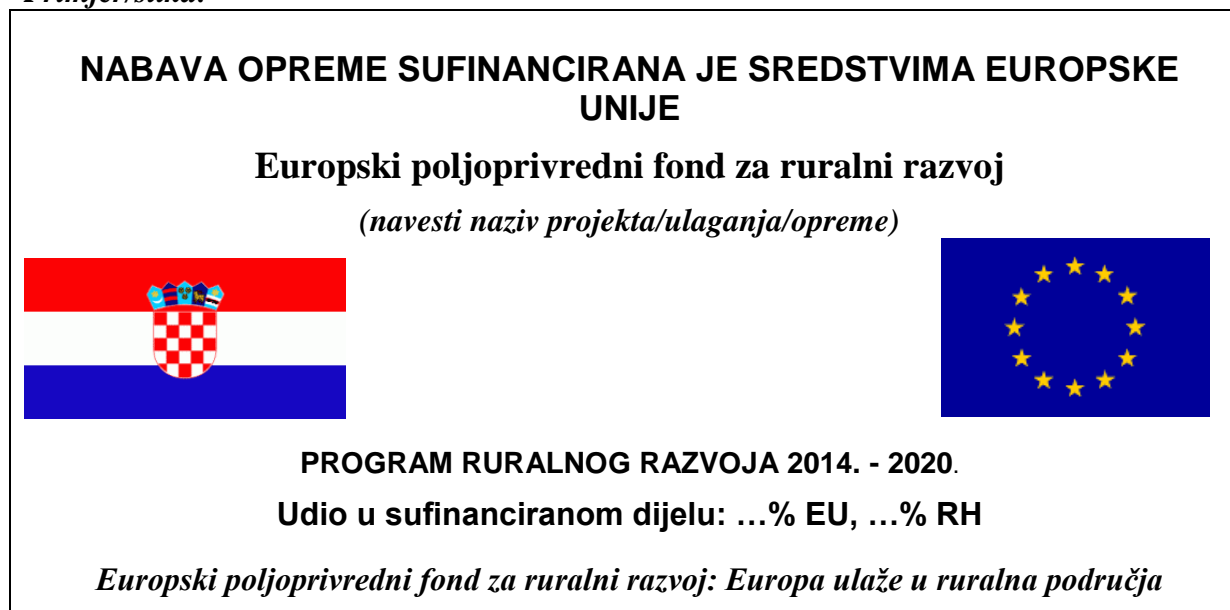 NABAVA OPREME SUFINANCIRANA JE SREDSTVIMA EUROPSKE
UNIJE
Europski poljoprivredni fond za ruralni razvoj
(navesti naziv projekta/ulaganja/opreme)
PROGRAM RURALNOG RAZVOJA 2014. - 2020.
Udio u sufinanciranom dijelu: …% EU, …% RH
Europski poljoprivredni fond za ruralni razvoj: Europa ulaže u ruralna područja